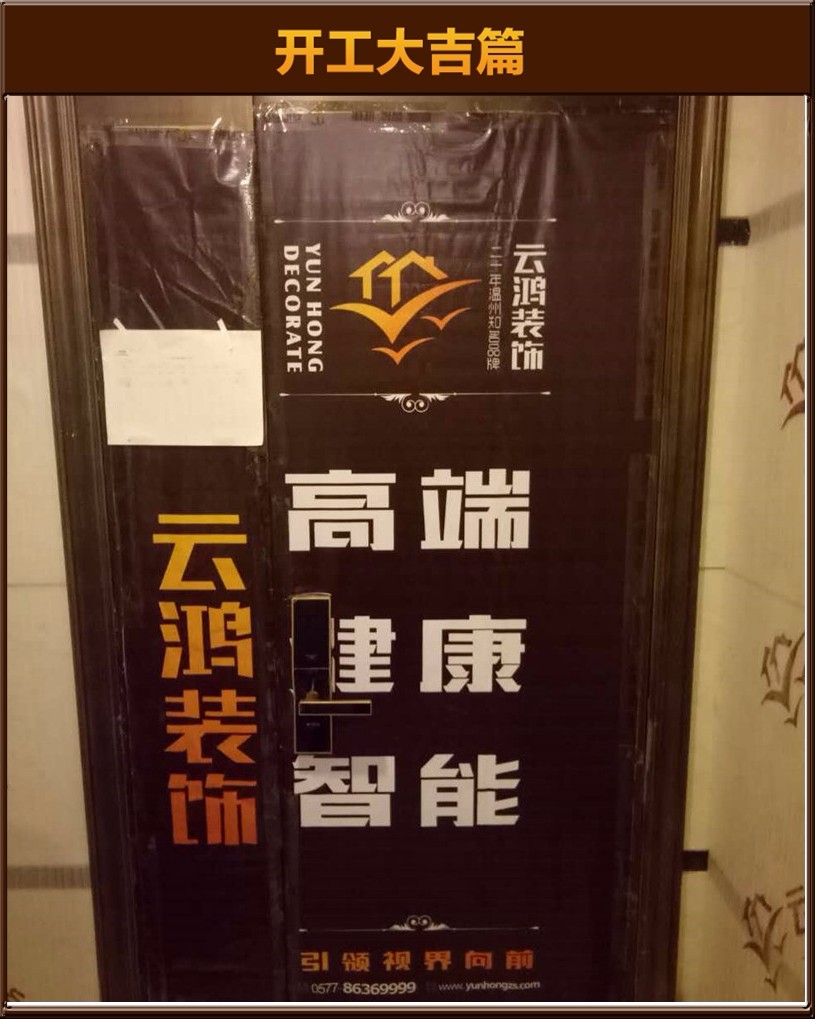 开工大吉篇
YUN HONG
DECORATE
云鸿装饰
二十一年温州知名品牌
高端
健康
智能
云鸿装饰
引领视界向前
0577-86369999
www.yunhongzs.com